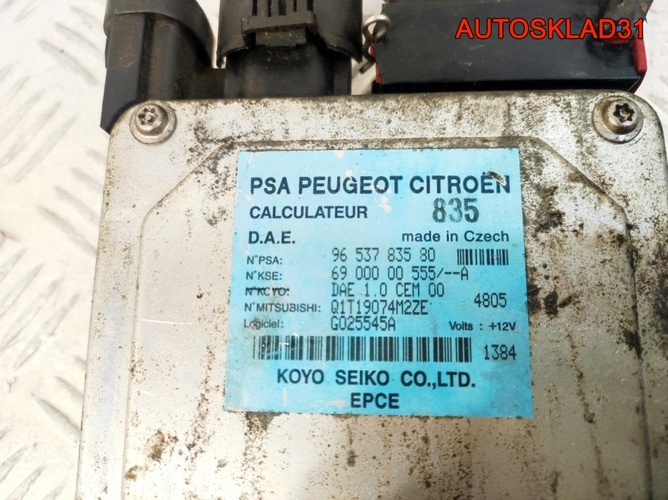 AUTOSKLAD31
PSA PEUGEOT CITROËN
CALCULATEUR 835
D.A.E. made in Czech
N°PSA: 96 537 835 80
N°KSE: 69 000 00 555/--A
N°KOYO: DAE 1.0 CEM 00
N°MITSUBISHI: Q1T19074M2ZE 4805
Logiciel: G025545A Volts : +12V
1384
KOYO SEIKO CO.,LTD.
EPCE